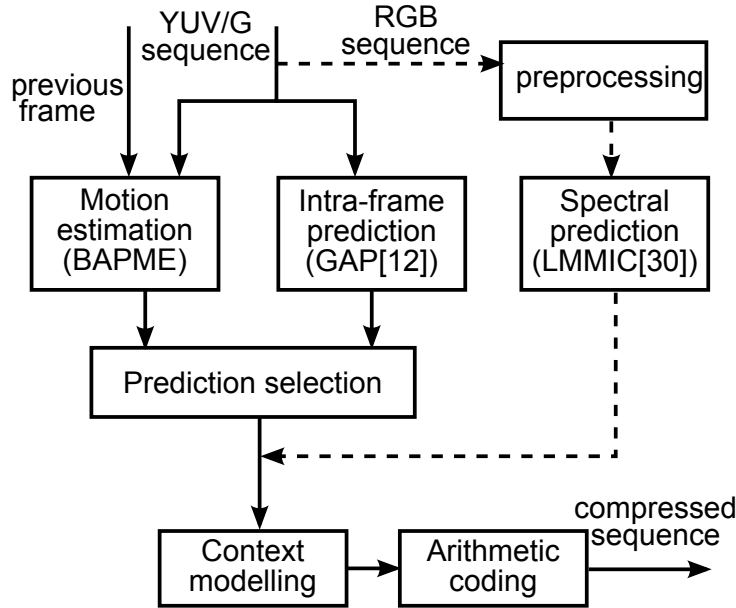 YUV/G
sequence
RGB
sequence
previous
frame
preprocessing
Motion
estimation
(BAPME)
Intra-frame
prediction
(GAP[12])
Spectral
prediction
(LMMIC[30])
Prediction selection
compressed
sequence
Context
modelling
Arithmetic
coding